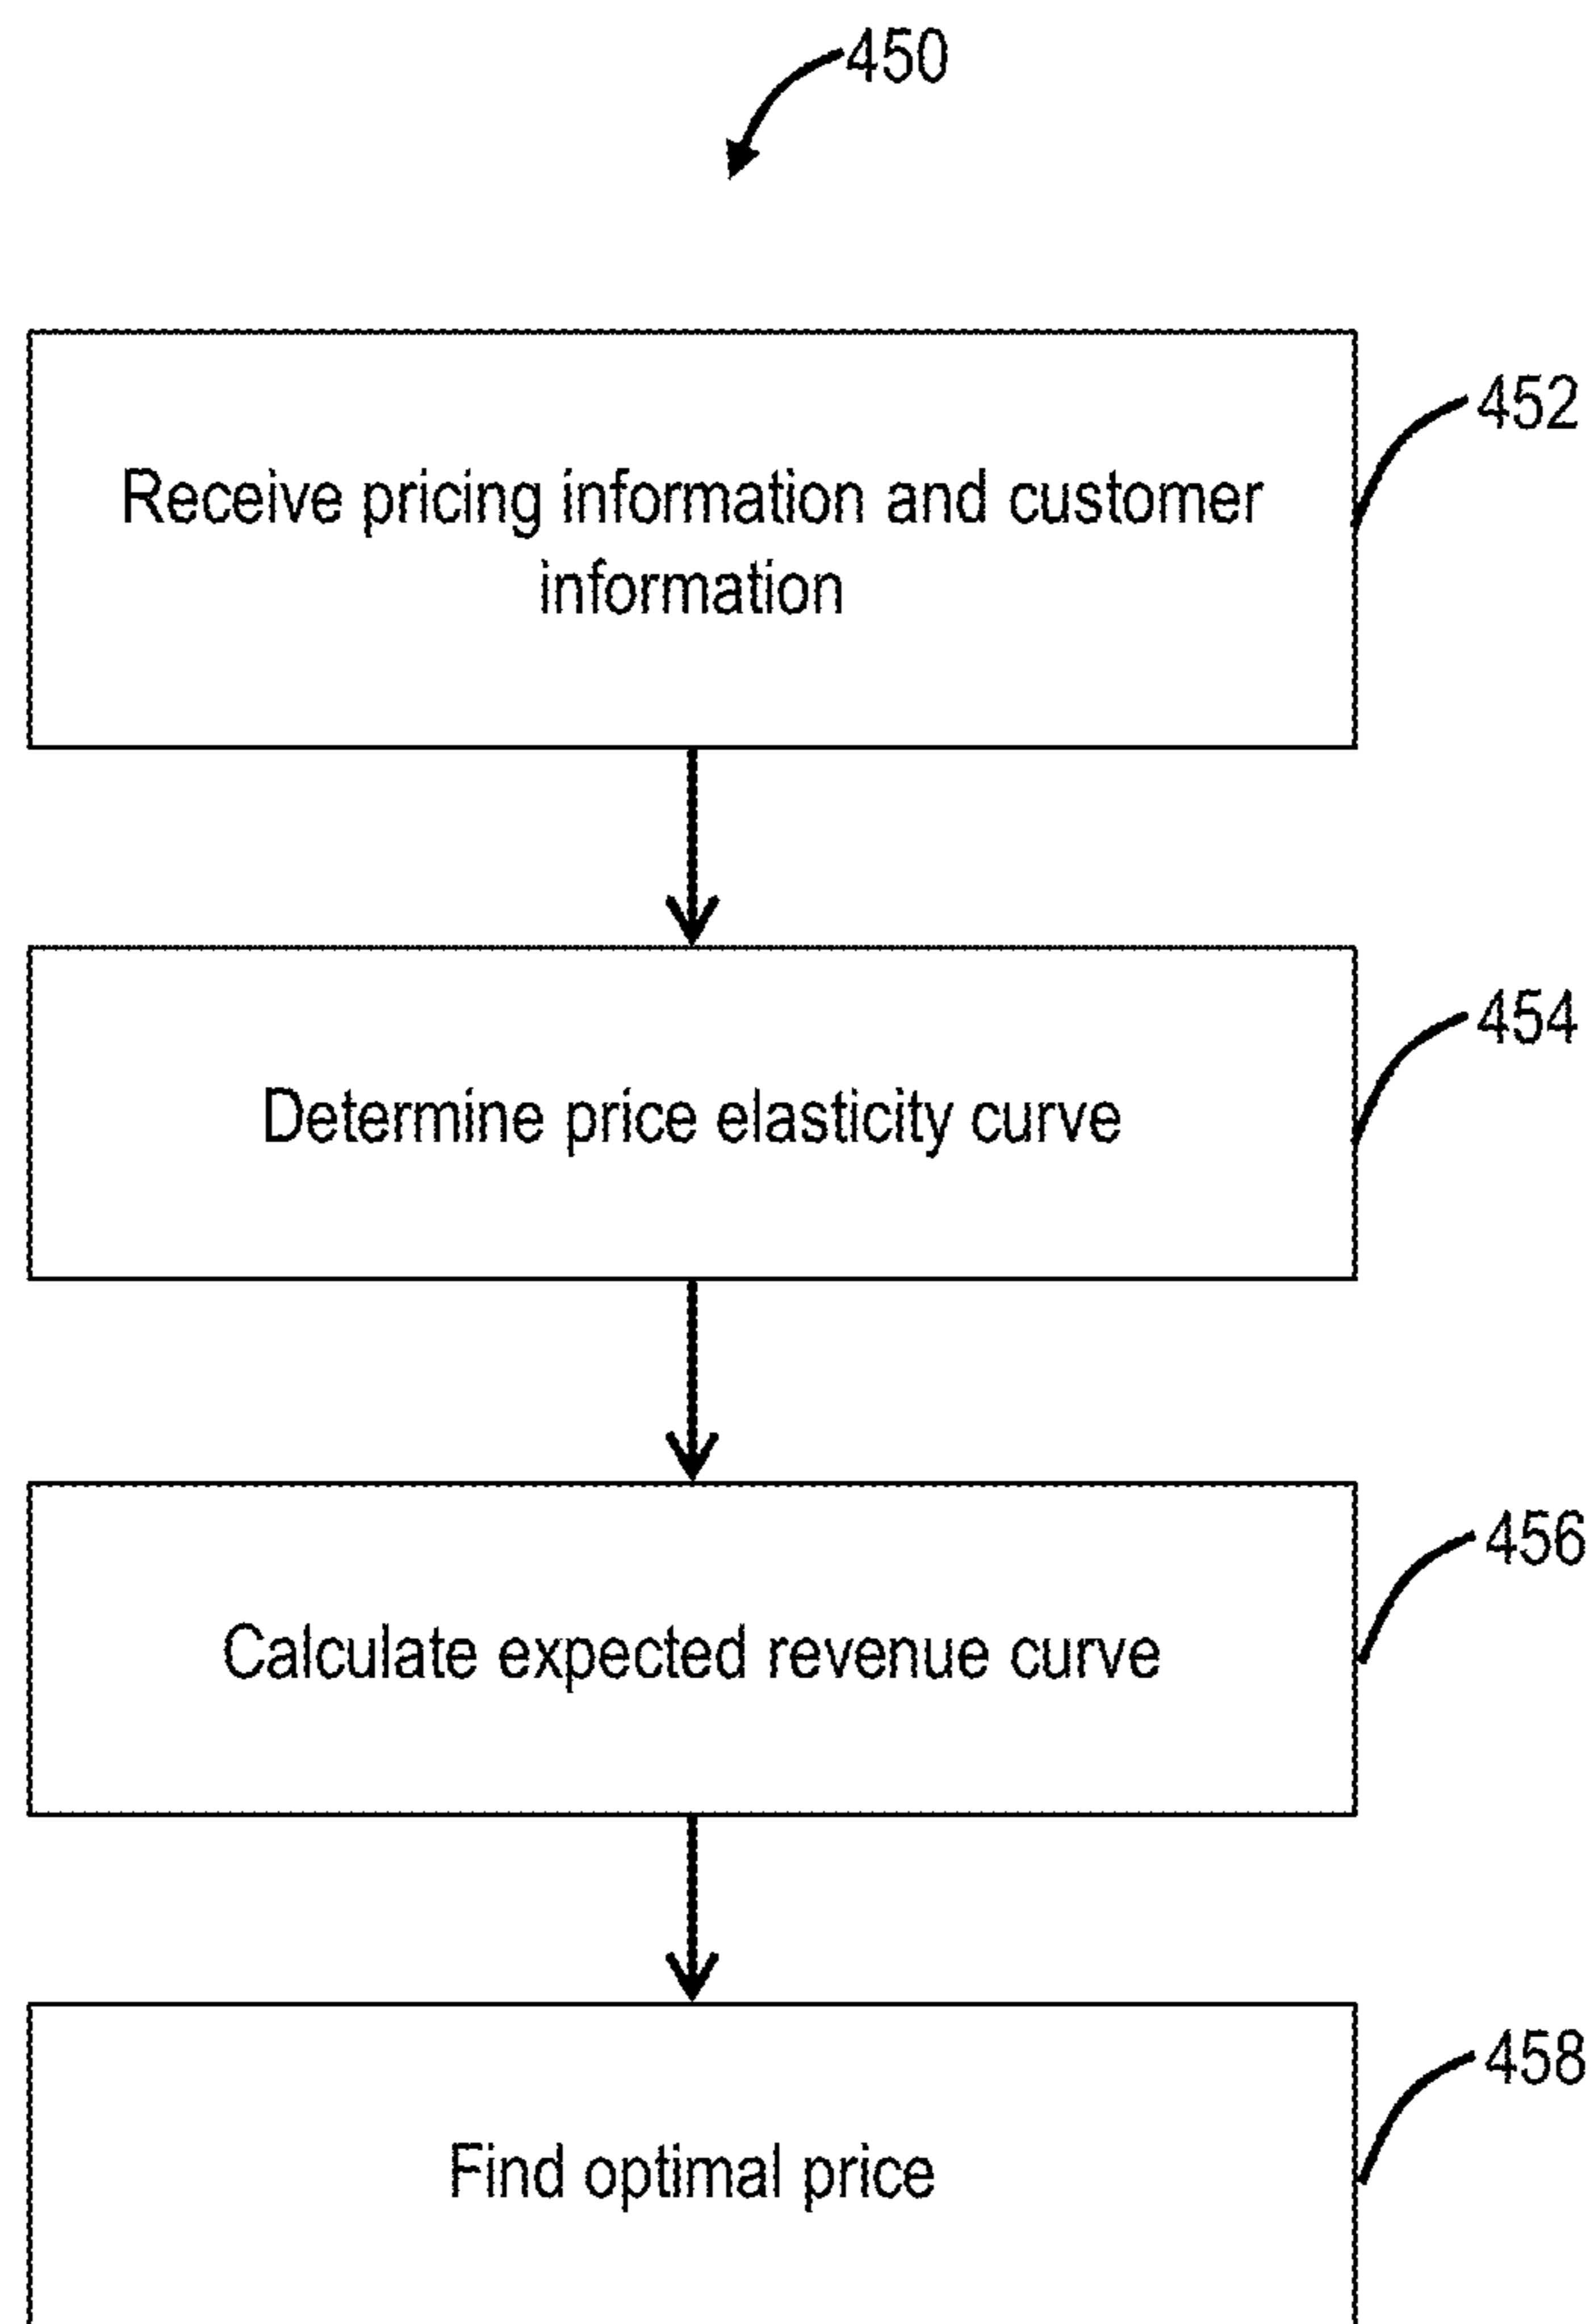 450
452
Receive pricing information and customer
information
454
Determine price elasticity curve
456
Calculate expected revenue curve
458
Find optimal price